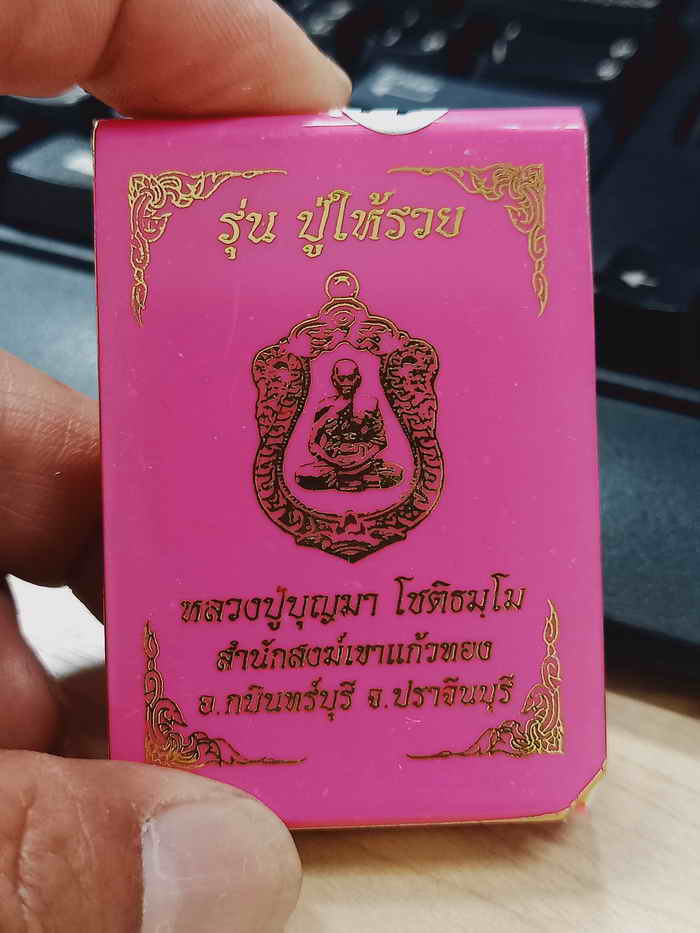 รุ่น ปู่ให้รวย
หลวงปู่บุญมา โชติธมฺโม
สำนักสงฆ์เขาแก้วทอง
อ.กบินทร์บุรี จ.ปราจีนบุรี